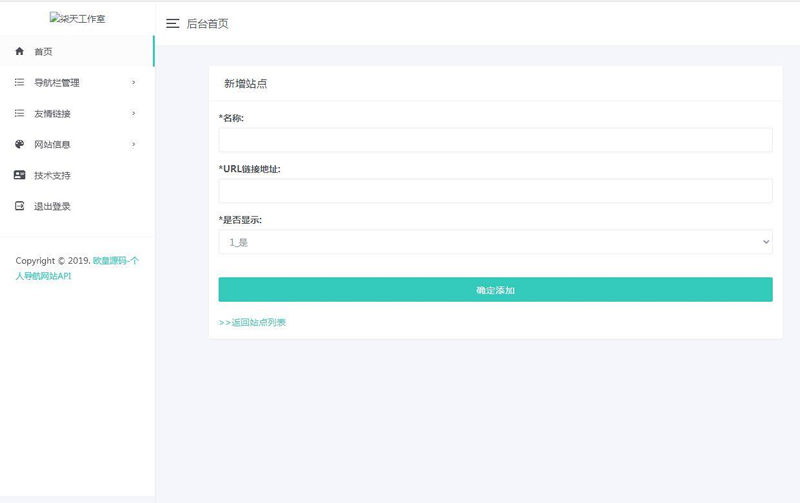 柒天工作室
后台首页
首页
导航栏管理
友情链接
网站信息
技术支持
退出登录
Copyright © 2019. 欧皇源码-个
人导航网站API
新增站点
*名称:
*URL链接地址:
*是否显示:
1_是
确定添加
>>返回站点列表